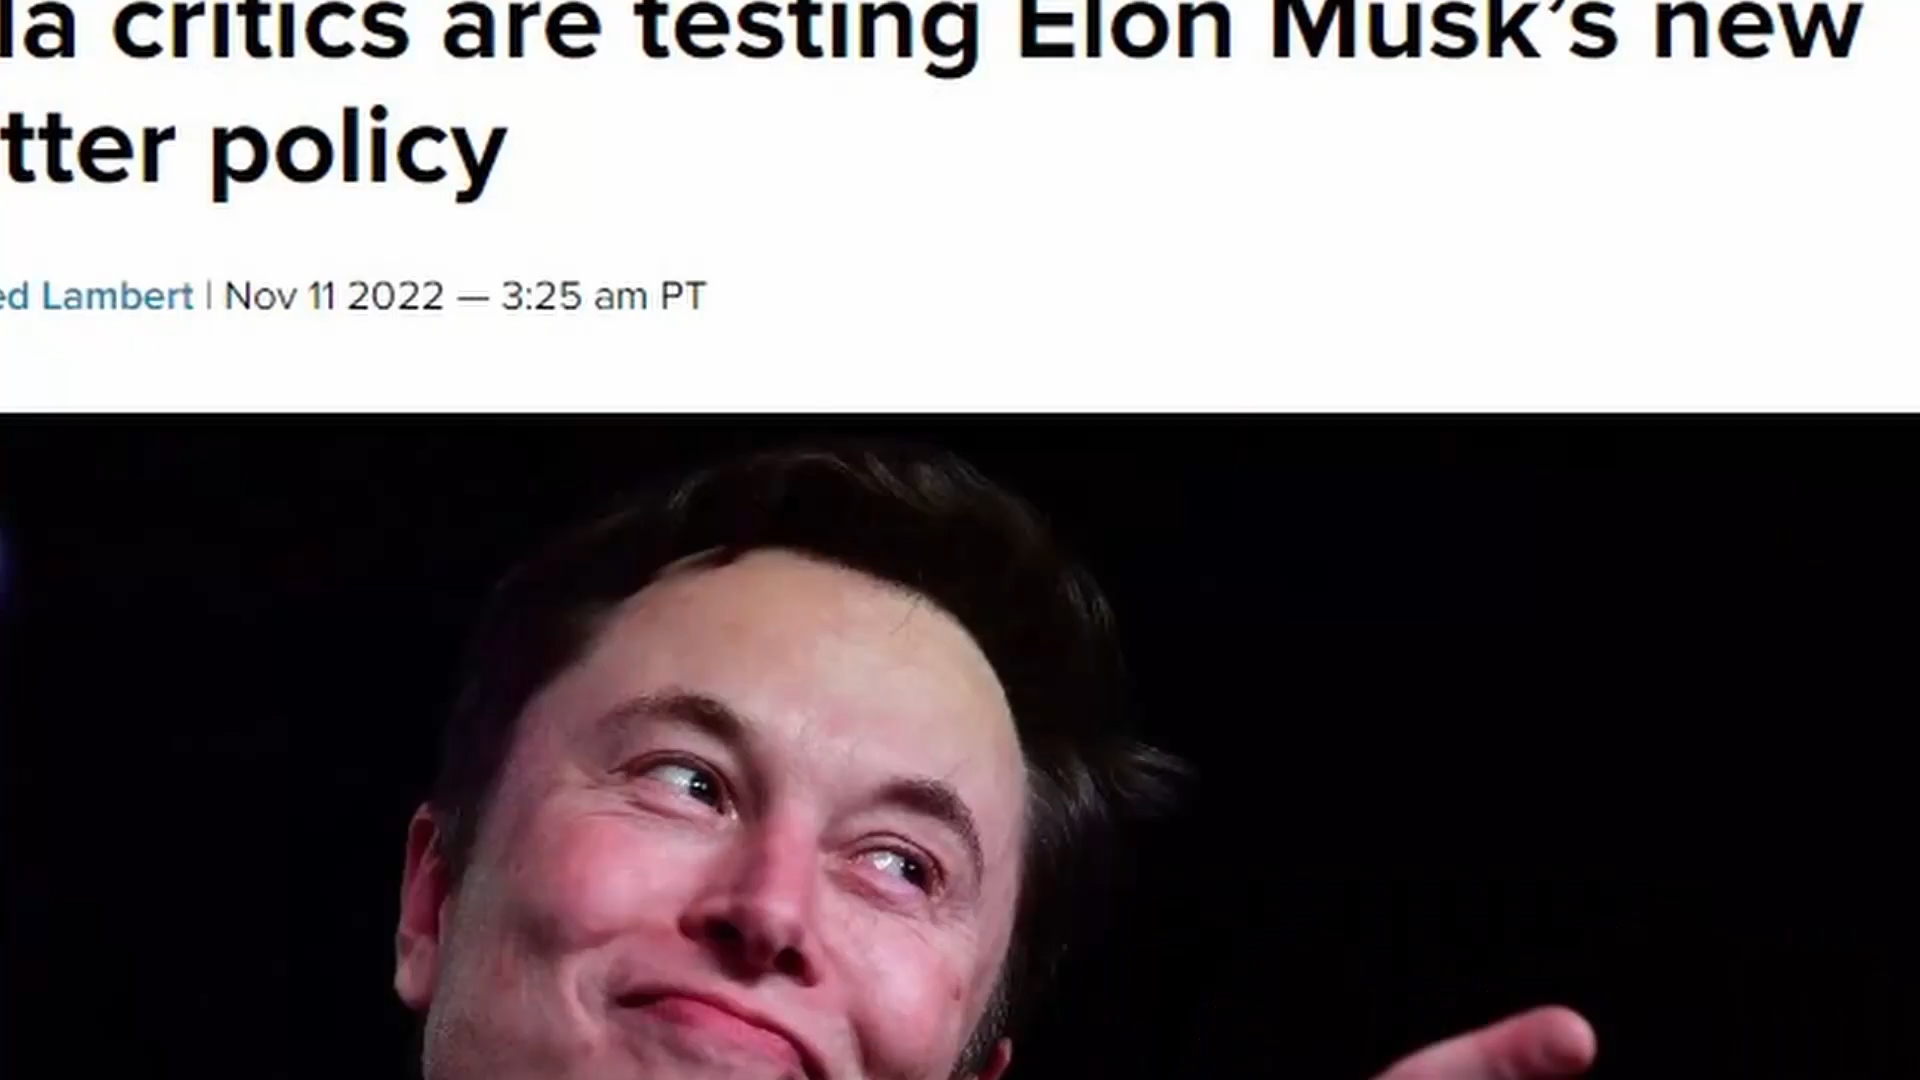 la critics are testing Elon Musk's new
tter policy
ed Lambert | Nov 11 2022 — 3:25 am PT